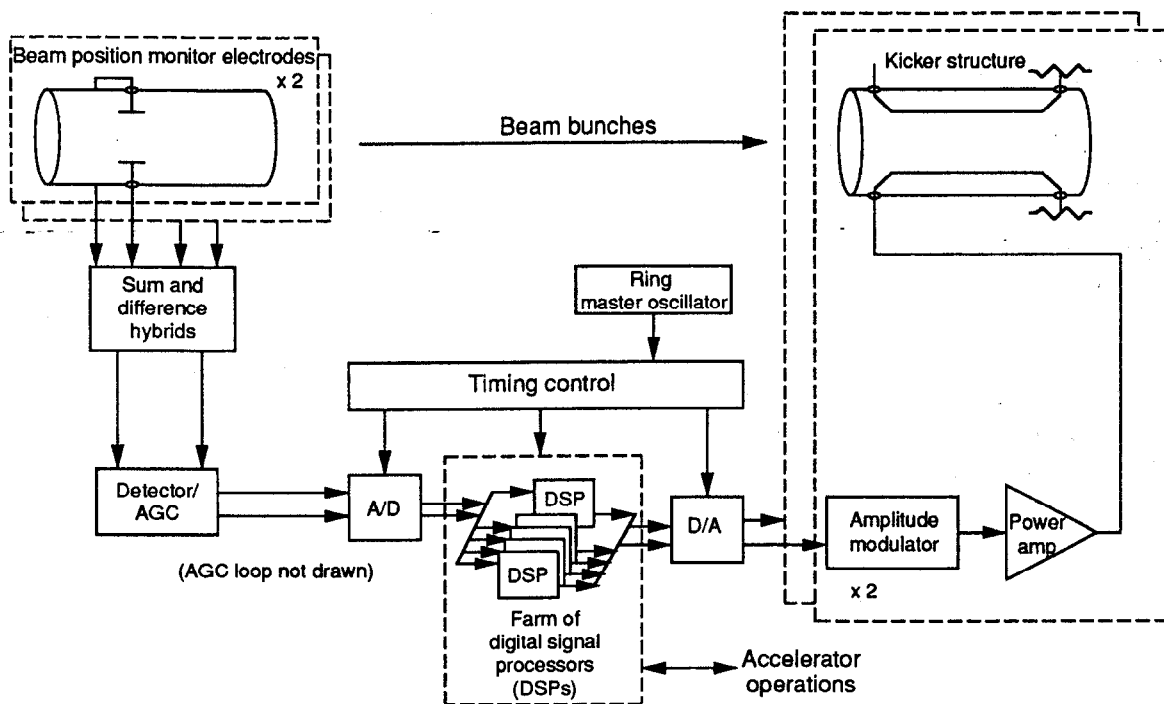 Beam position monitor electrodes
x 2
Kicker structure
Beam bunches
Sum and
difference
hybrids
Ring
master oscillator
Timing control
Detector/
AGC
A/D
DSP
DSP
D/A
Amplitude
modulator
Power
amp
(AGC loop not drawn)
x 2
Farm of
digital signal
processors
(DSPs)
Accelerator
operations